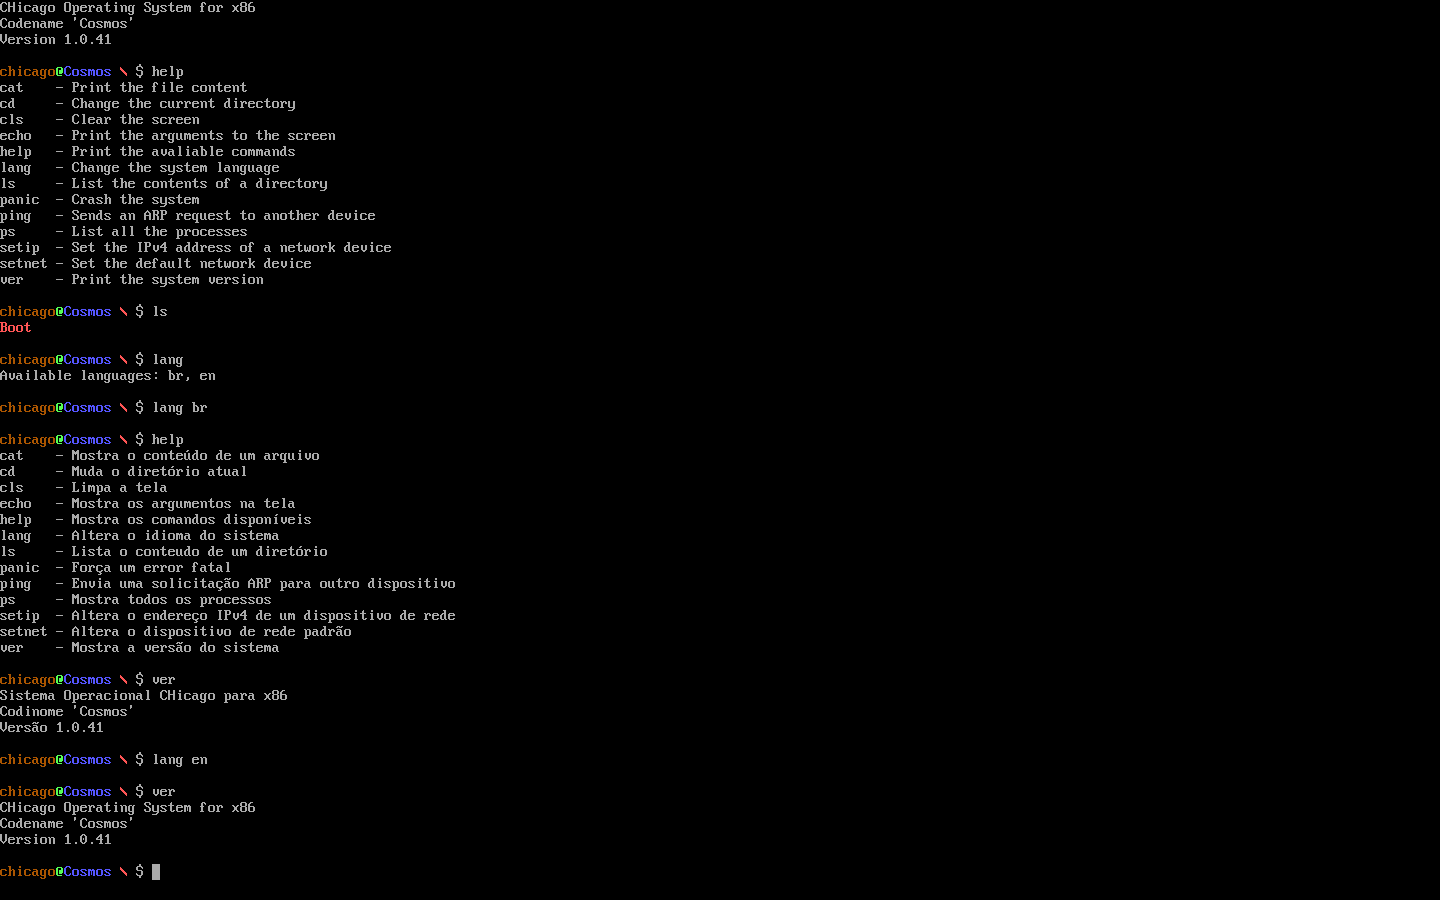 CHicago Operating System for x86
Codename 'Cosmos'
Version 1.0.41
chicago@Cosmos \ $ help
cat    - Print the file content
cd     - Change the current directory
cls    - Clear the screen
echo   - Print the arguments to the screen
help   - Print the avaliable commands
lang   - Change the system language
ls     - List the contents of a directory
panic  - Crash the system
ping   - Sends an ARP request to another device
ps     - List all the processes
setip  - Set the IPv4 address of a network device
setnet - Set the default network device
ver    - Print the system version
chicago@Cosmos \ $ ls
Boot
chicago@Cosmos \ $ lang
Available languages: br, en
chicago@Cosmos \ $ lang br
chicago@Cosmos \ $ help
cat    - Mostra o conteúdo de um arquivo
cd     - Muda o diretório atual
cls    - Limpa a tela
echo   - Mostra os argumentos na tela
help   - Mostra os comandos disponíveis
lang   - Altera o idioma do sistema
ls     - Lista o conteudo de um diretório
panic  - Força um error fatal
ping   - Envia uma solicitação ARP para outro dispositivo
ps     - Mostra todos os processos
setip  - Altera o endereço IPv4 de um dispositivo de rede
setnet - Altera o dispositivo de rede padrão
ver    - Mostra a versão do sistema
chicago@Cosmos \ $ ver
Sistema Operacional CHicago para x86
Codinome 'Cosmos'
Versão 1.0.41
chicago@Cosmos \ $ lang en
chicago@Cosmos \ $ ver
CHicago Operating System for x86
Codename 'Cosmos'
Version 1.0.41
chicago@Cosmos \ $